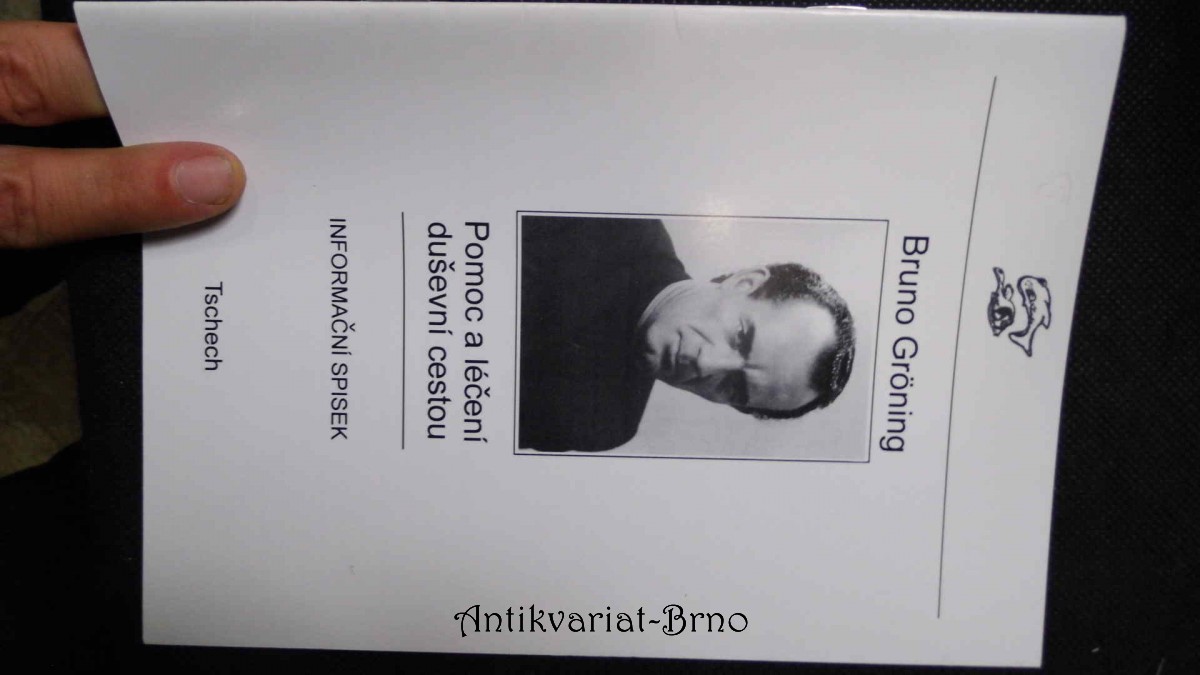 Bruno Gröning
Pomoc a léčení
duševní cestou
INFORMAČNÍ SPISEK
Tschech
Antikvariat-Brno